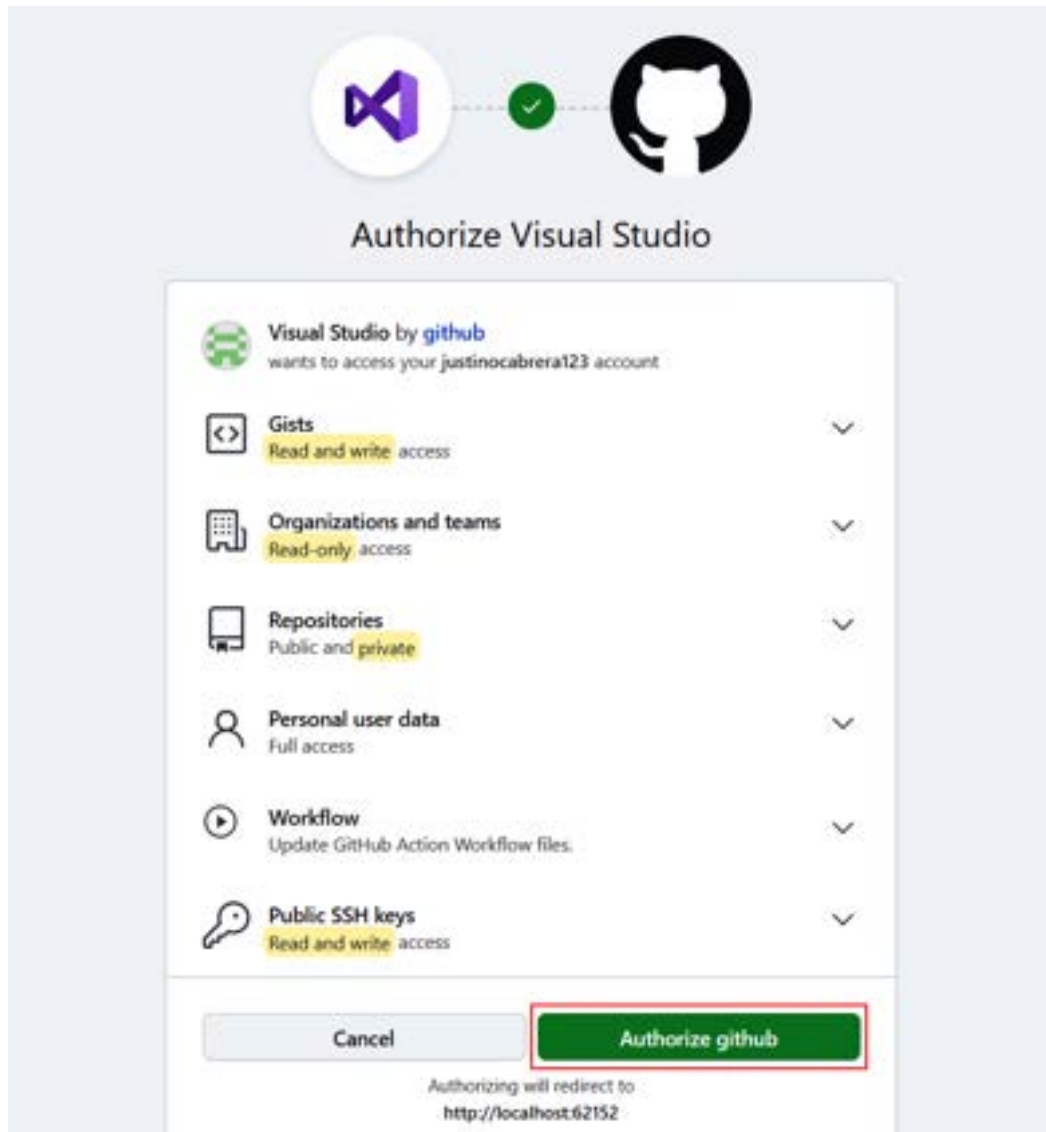 Authorize Visual Studio
Visual Studio by github
wants to access your justinocabrera123 account
Gists
Read and write access
Organizations and teams
Read-only access
Repositories
Public and private
Personal user data
Full access
Workflow
Update GitHub Action Workflow files.
Public SSH keys
Read and write access
Cancel
Authorize github
Authorizing will redirect to
http://localhost:62152